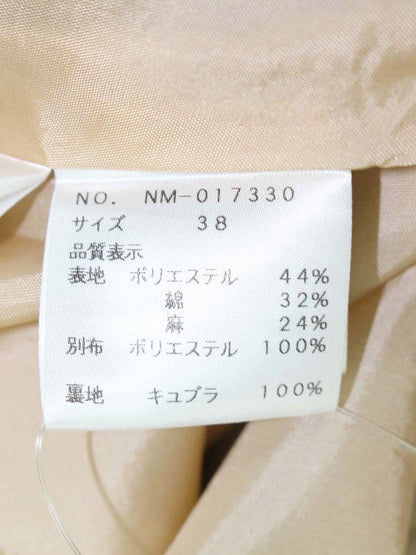 NO. NM-017330
サイズ 38
品質表示
表地 ポリエステル 44%
綿 32%
麻 24%
別布 ポリエステル 100%
裏地 キュプラ 100%